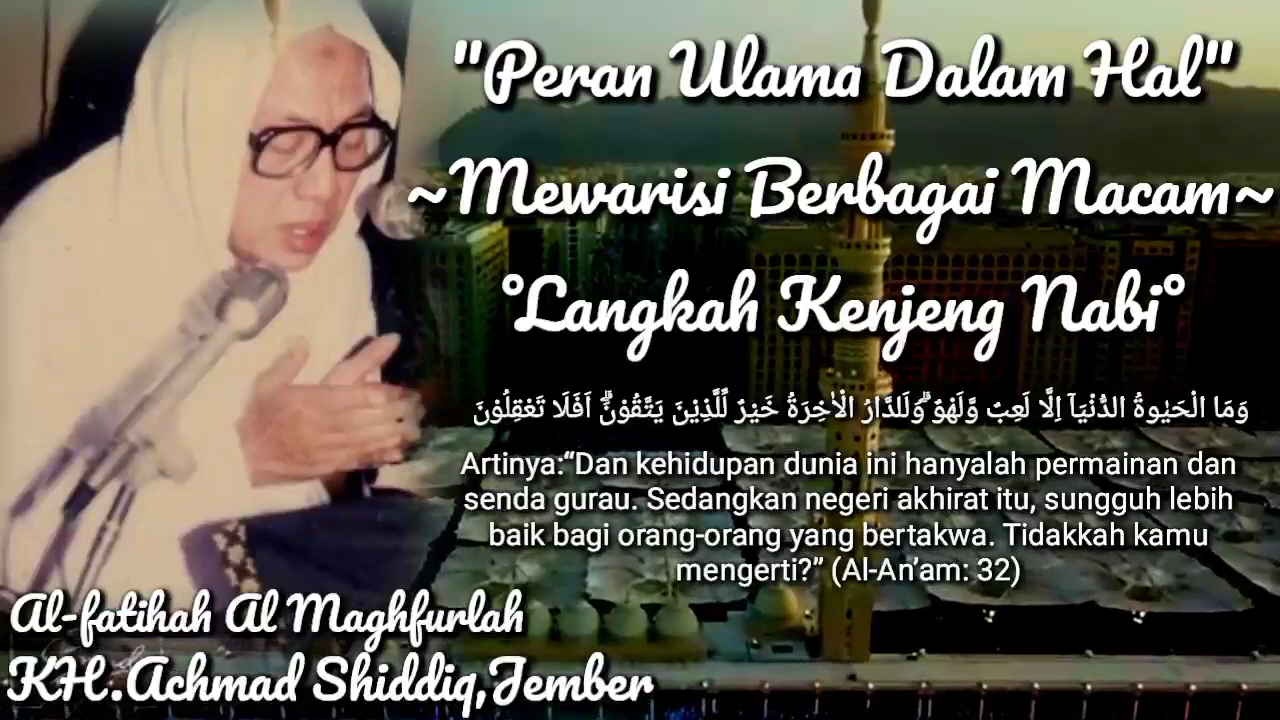 "Peran Ulama Dalam Hal"
~Mewarisi Berbagai Macam~
°Langkah Kenjeng Nabi°
وَمَا الْحَيٰوةُ الدُّنْيَآ اِلَّا لَعِبٌ وَّلَهْوٌ ۗوَلَلدَّارُ الْاٰخِرَةُ خَيْرٌ لِّلَّذِيْنَ يَتَّقُوْنَۗ اَفَلَا تَعْقِلُوْنَ
Artinya:“Dan kehidupan dunia ini hanyalah permainan dan
senda gurau. Sedangkan negeri akhirat itu, sungguh lebih
baik bagi orang-orang yang bertakwa. Tidakkah kamu
mengerti?” (Al-An’am: 32)
Al-fatihah Al Maghfurlah
KH.Achmad Shiddiq,Jember